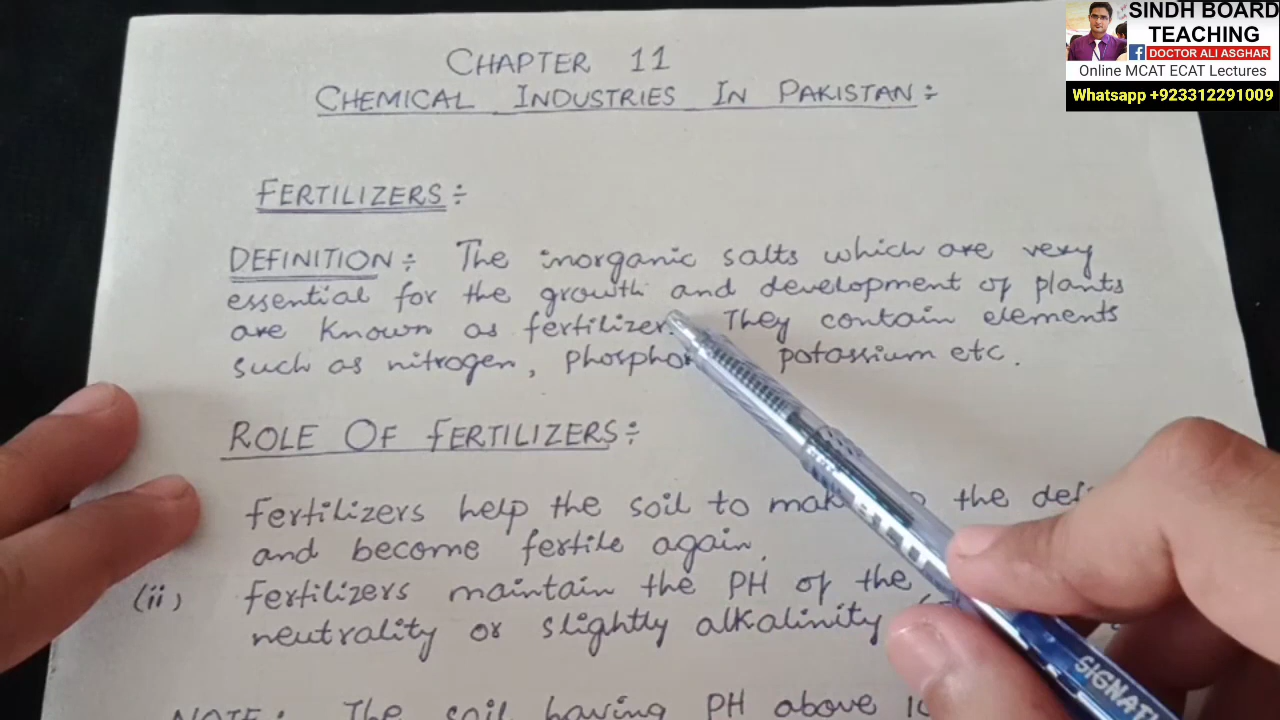 SINDH BOARD
TEACHING
DOCTOR ALI ASGHAR
Online MCAT ECAT Lectures
Whatsapp +923312291009
CHAPTER 11
CHEMICAL INDUSTRIES IN PAKISTAN:
FERTILIZERS:
DEFINITION: The inorganic salts which are very
essential for the growth and development of plants
are known as fertilizer. They contain elements
such as nitrogen, potassium etc.
ROLE OF FERTILIZERS:
fertilizers help the soil to the
and become fertile again.
(ii) fertilizers maintain the PH of the
neutrality or slightly alkalinity
NOTE: The soil having PH above
SIGNAT